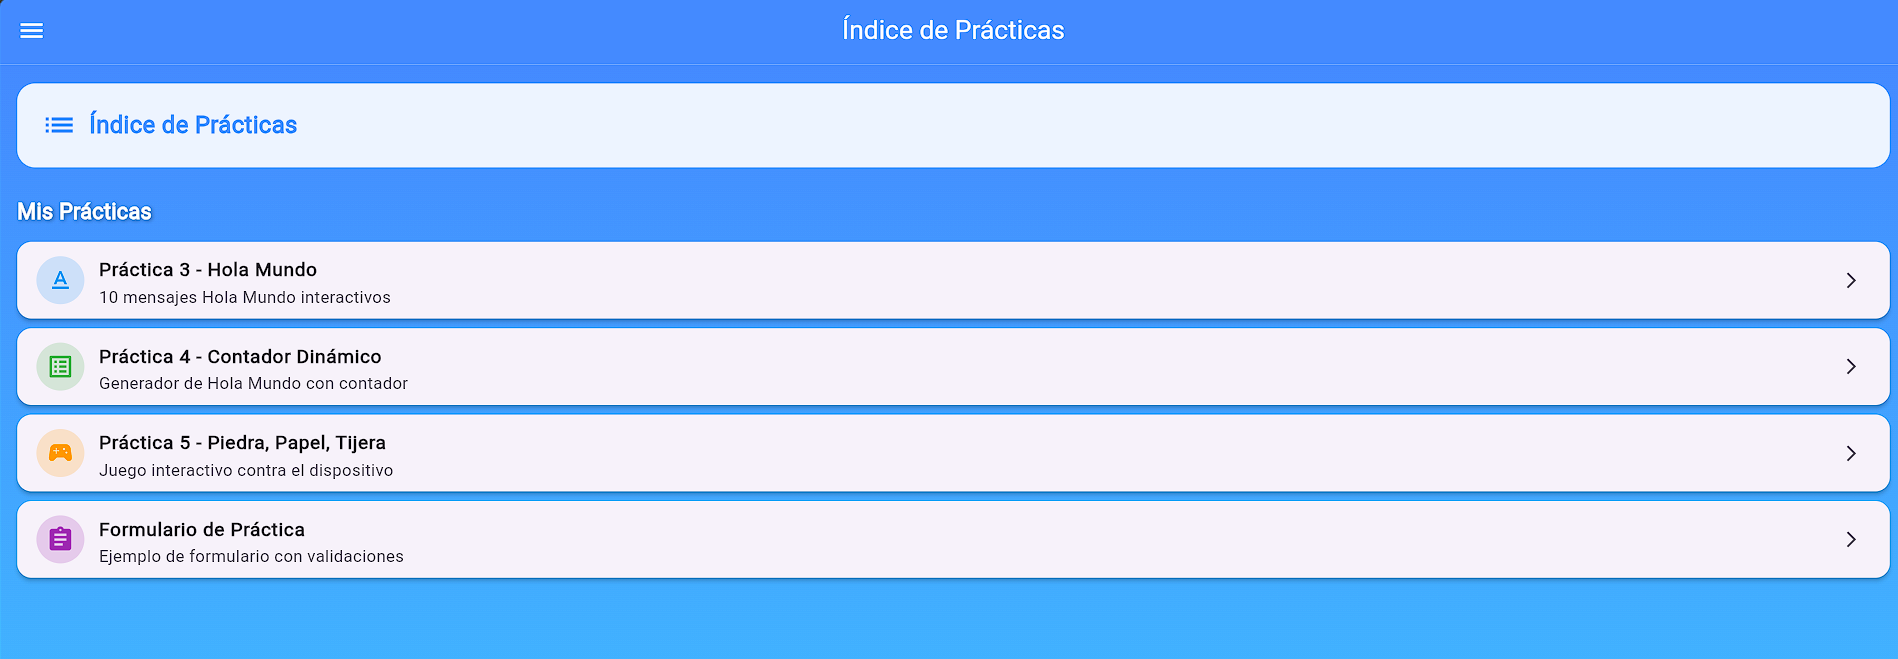 Índice de Prácticas
Índice de Prácticas
Mis Prácticas
Práctica 3 - Hola Mundo
10 mensajes Hola Mundo interactivos
Práctica 4 - Contador Dinámico
Generador de Hola Mundo con contador
Práctica 5 - Piedra, Papel, Tijera
Juego interactivo contra el dispositivo
Formulario de Práctica
Ejemplo de formulario con validaciones